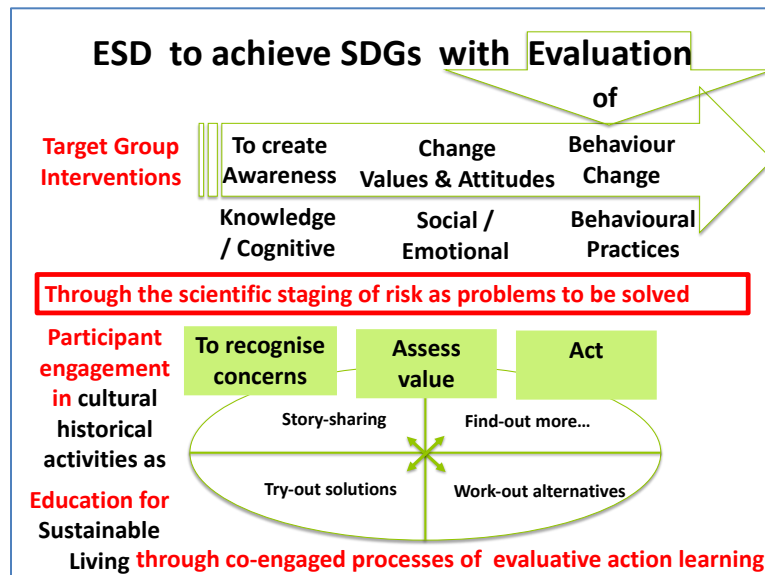 ESD to achieve SDGs with Evaluation
of
Target Group
Interventions
To create
Awareness
Change
Values & Attitudes
Behaviour
Change
Knowledge
/ Cognitive
Social /
Emotional
Behavioural
Practices
Through the scientific staging of risk as problems to be solved
Participant
engagement
in cultural
historical
activities as
To recognise
concerns
Assess
value
Act
Story-sharing
Find-out more...
Try-out solutions
Work-out alternatives
Education for
Sustainable
Living through co-engaged processes of evaluative action learning